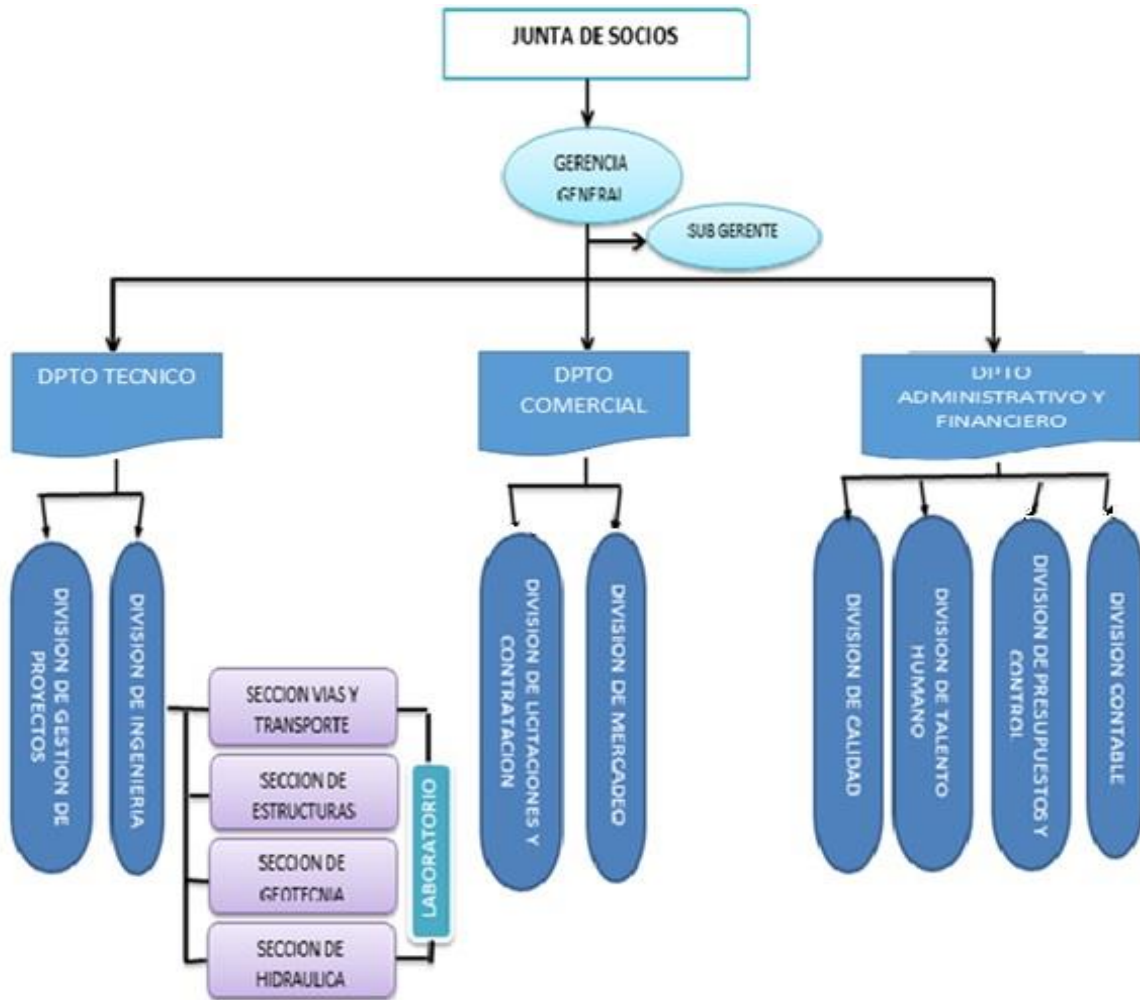 JUNTA DE SOCIOS
GERENCIA
GENERAL
SUB GERENTE
DPTO TECNICO
DPTO
COMERCIAL
DPTO
ADMINISTRATIVO Y
FINANCIERO
DIVISION DE GESTION DE
PROYECTOS
DIVISION DE INGENIERIA
SECCION VIAS Y
TRANSPORTE
SECCION DE
ESTRUCTURAS
SECCION DE
GEOTECNIA
SECCION DE
HIDRAULICA
LABORATORIO
DIVISION DE LICITACIONES Y
CONTRATACION
DIVISION DE MERCADEO
DIVISION DE CALIDAD
DIVISION DE TALENTO
HUMANO
DIVISION DE PRESUPUESTOS Y
CONTROL
DIVISION CONTABLE